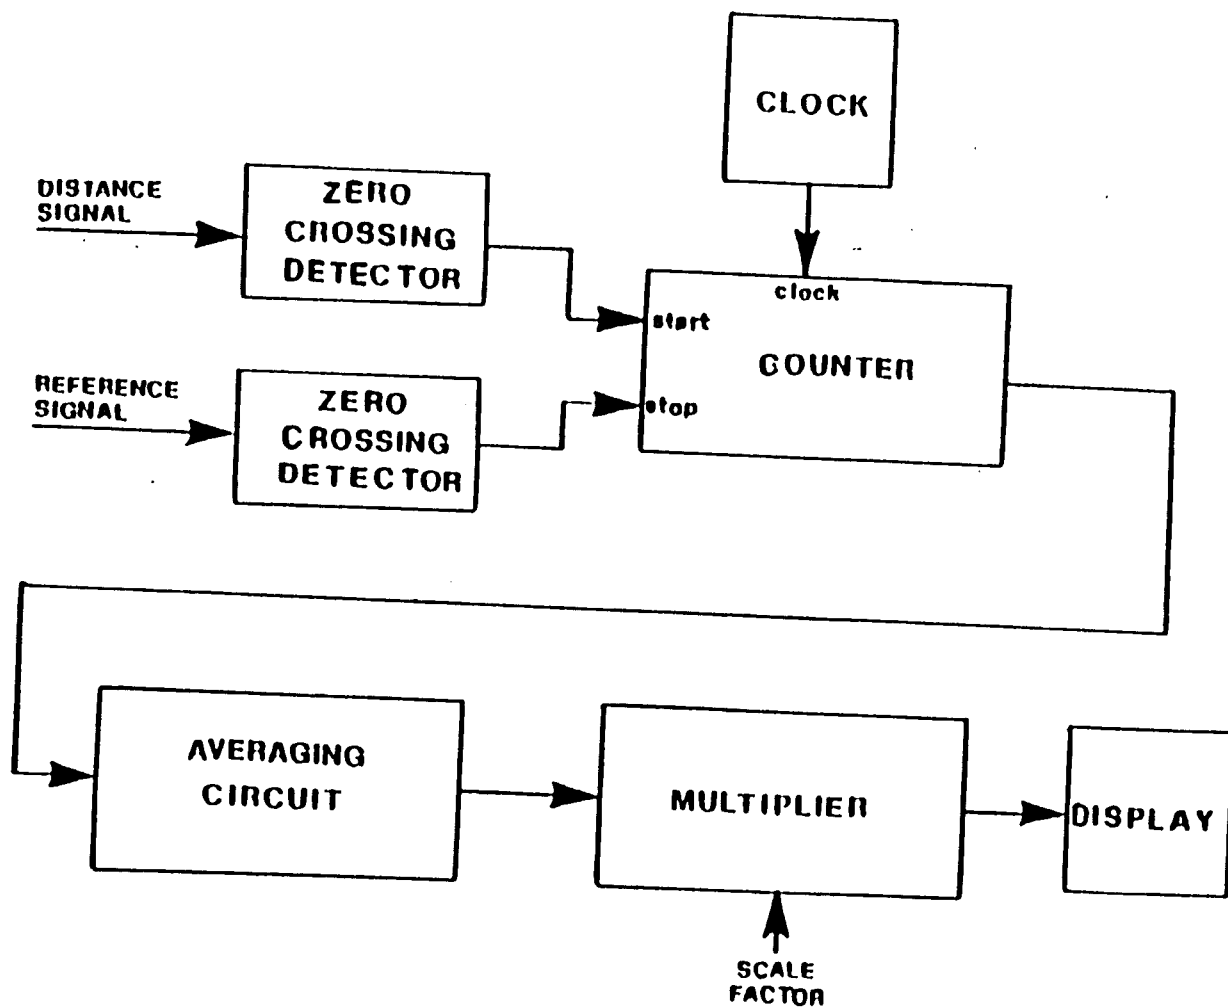 CLOCK
DISTANCE
SIGNAL
ZERO
CROSSING
DETECTOR
clock
start
COUNTER
stop
REFERENCE
SIGNAL
ZERO
CROSSING
DETECTOR
AVERAGING
CIRCUIT
MULTIPLIER
DISPLAY
SCALE
FACTOR